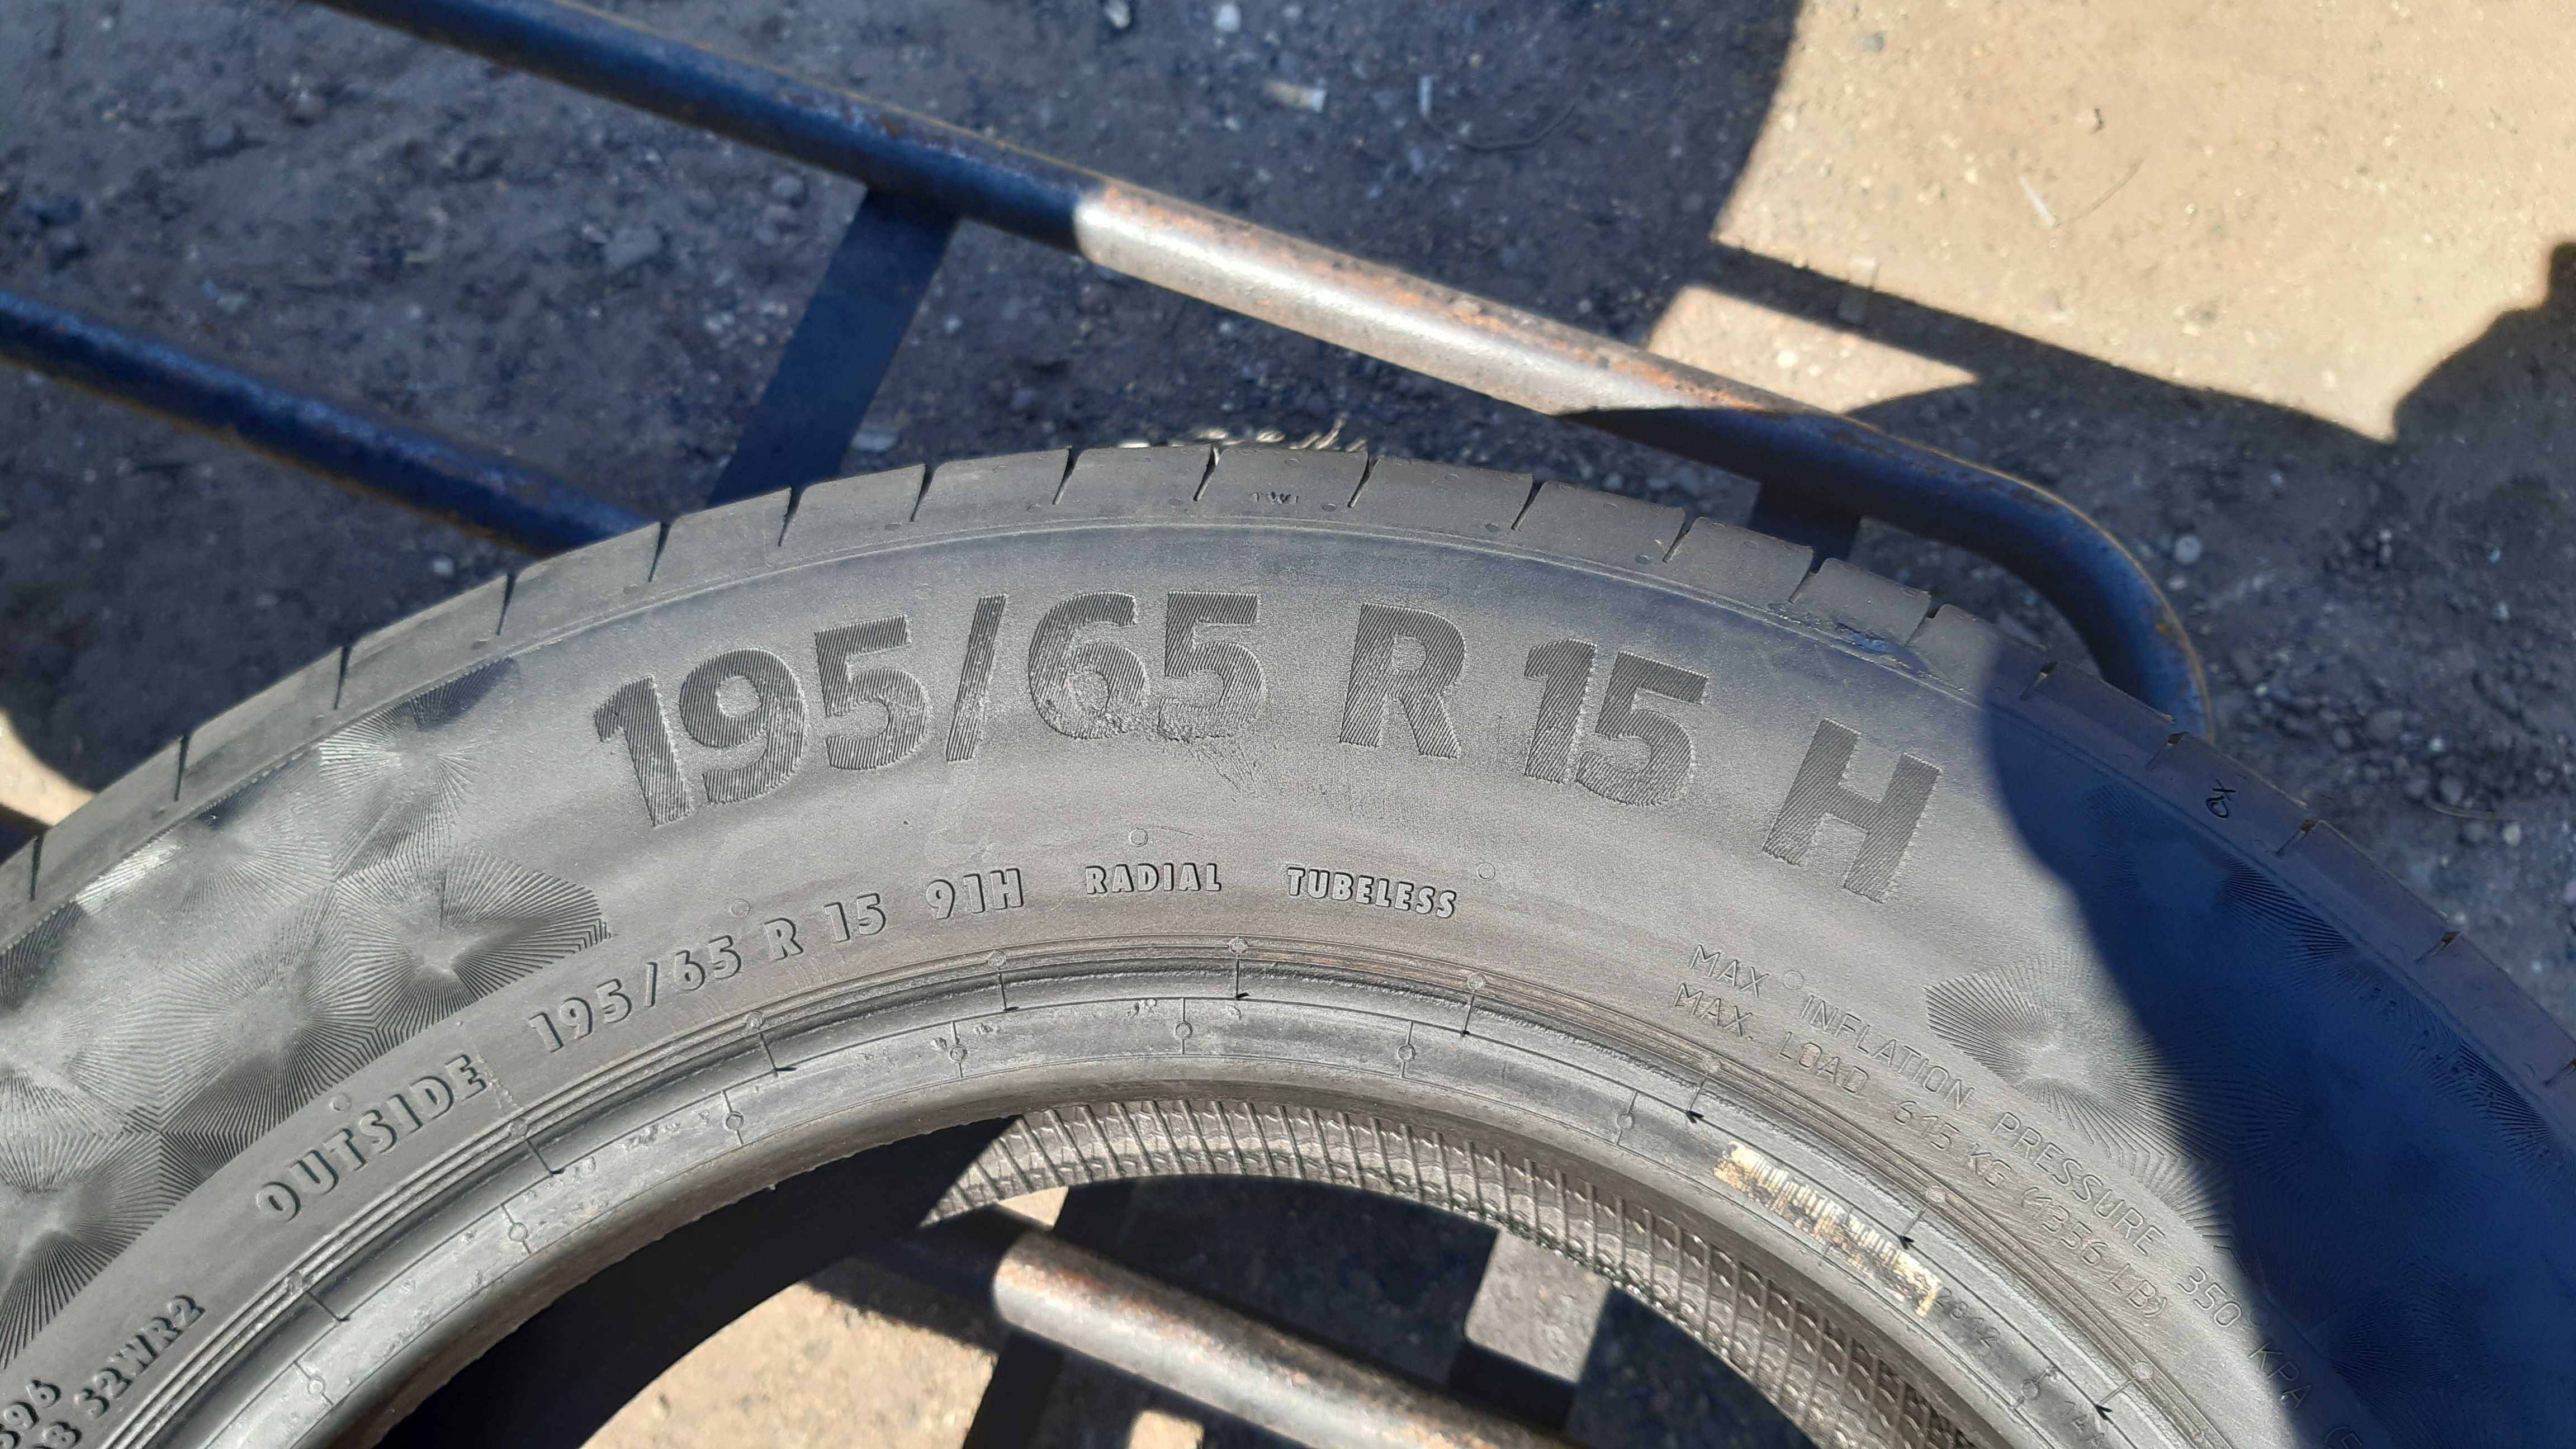 TWI
195/65 R 15 H
OUTSIDE 195/65 R 15 91H RADIAL TUBELESS
MAX INFLATION PRESSURE 350 KPA
MAX. LOAD 615 KG (1356 LB)
S2WR2